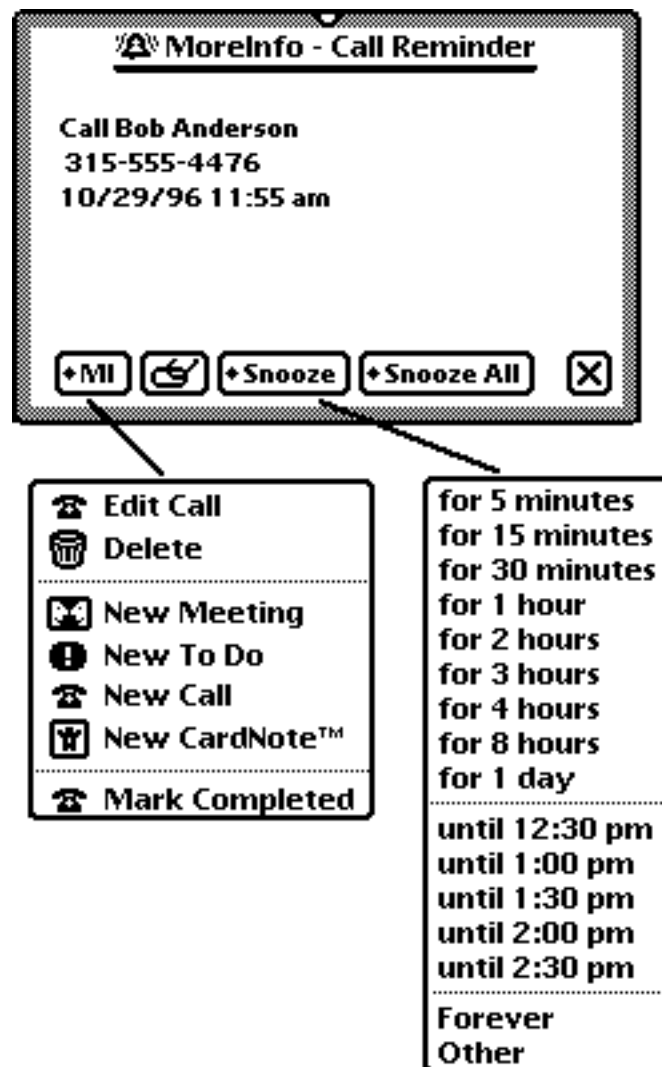 MoreInfo - Call Reminder
Call Bob Anderson
315-555-4476
10/29/96 11:55 am
MI
Snooze
Snooze All
Edit Call
Delete
New Meeting
New To Do
New Call
New CardNote™
Mark Completed
for 5 minutes
for 15 minutes
for 30 minutes
for 1 hour
for 2 hours
for 3 hours
for 4 hours
for 8 hours
for 1 day
until 12:30 pm
until 1:00 pm
until 1:30 pm
until 2:00 pm
until 2:30 pm
Forever
Other